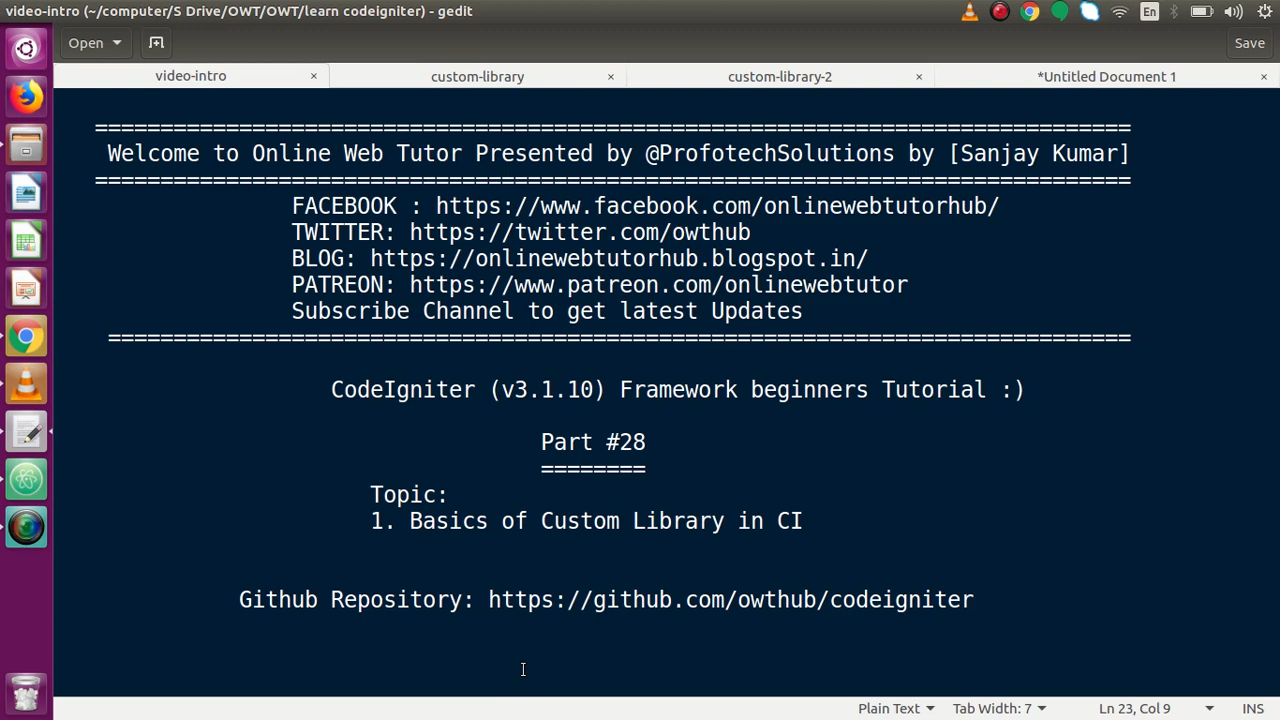 video-intro (~/computer/S Drive/OWT/OWT/learn codeigniter) - gedit
En
Open
Save
video-intro × custom-library × custom-library-2 × *Untitled Document 1 ×
===============================================================================
Welcome to Online Web Tutor Presented by @ProfotechSolutions by [Sanjay Kumar]
===============================================================================
FACEBOOK : https://www.facebook.com/onlinewebtutorhub/
TWITTER: https://twitter.com/owthub
BLOG: https://onlinewebtutorhub.blogspot.in/
PATREON: https://www.patreon.com/onlinewebtutor
Subscribe Channel to get latest Updates
==============================================================================
CodeIgniter (v3.1.10) Framework beginners Tutorial :)
Part #28
========
Topic:
1. Basics of Custom Library in CI
Github Repository: https://github.com/owthub/codeigniter
Plain Text Tab Width: 7 Ln 23, Col 9 INS